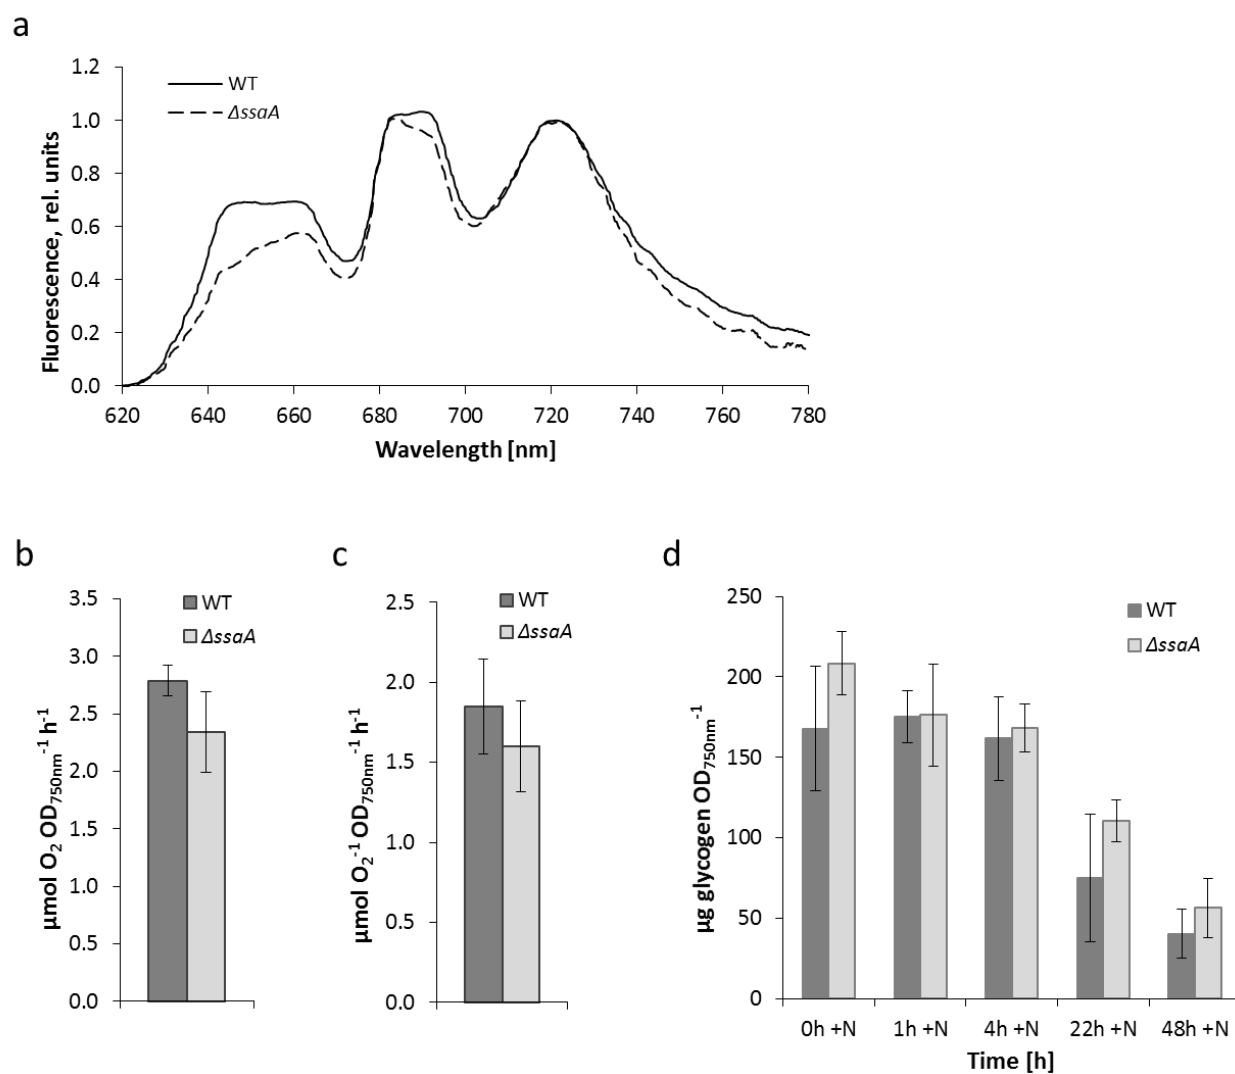 a
Fluorescence, rel. units
1.2
1.0
0.8
0.6
0.4
0.2
0.0
WT
ΔssaA
620 640 660 680 700 720 740 760 780
Wavelength [nm]
b
µmol O₂ OD₇₅₀ₙₘ⁻¹ h⁻¹
3.5
3.0
2.5
2.0
1.5
1.0
0.5
0.0
WT
ΔssaA
c
µmol O₂⁻¹ OD₇₅₀ₙₘ⁻¹ h⁻¹
2.5
2.0
1.5
1.0
0.5
0.0
WT
ΔssaA
d
µg glycogen OD₇₅₀ₙₘ⁻¹
250
200
150
100
50
0
WT
ΔssaA
0h +N 1h +N 4h +N 22h +N 48h +N
Time [h]